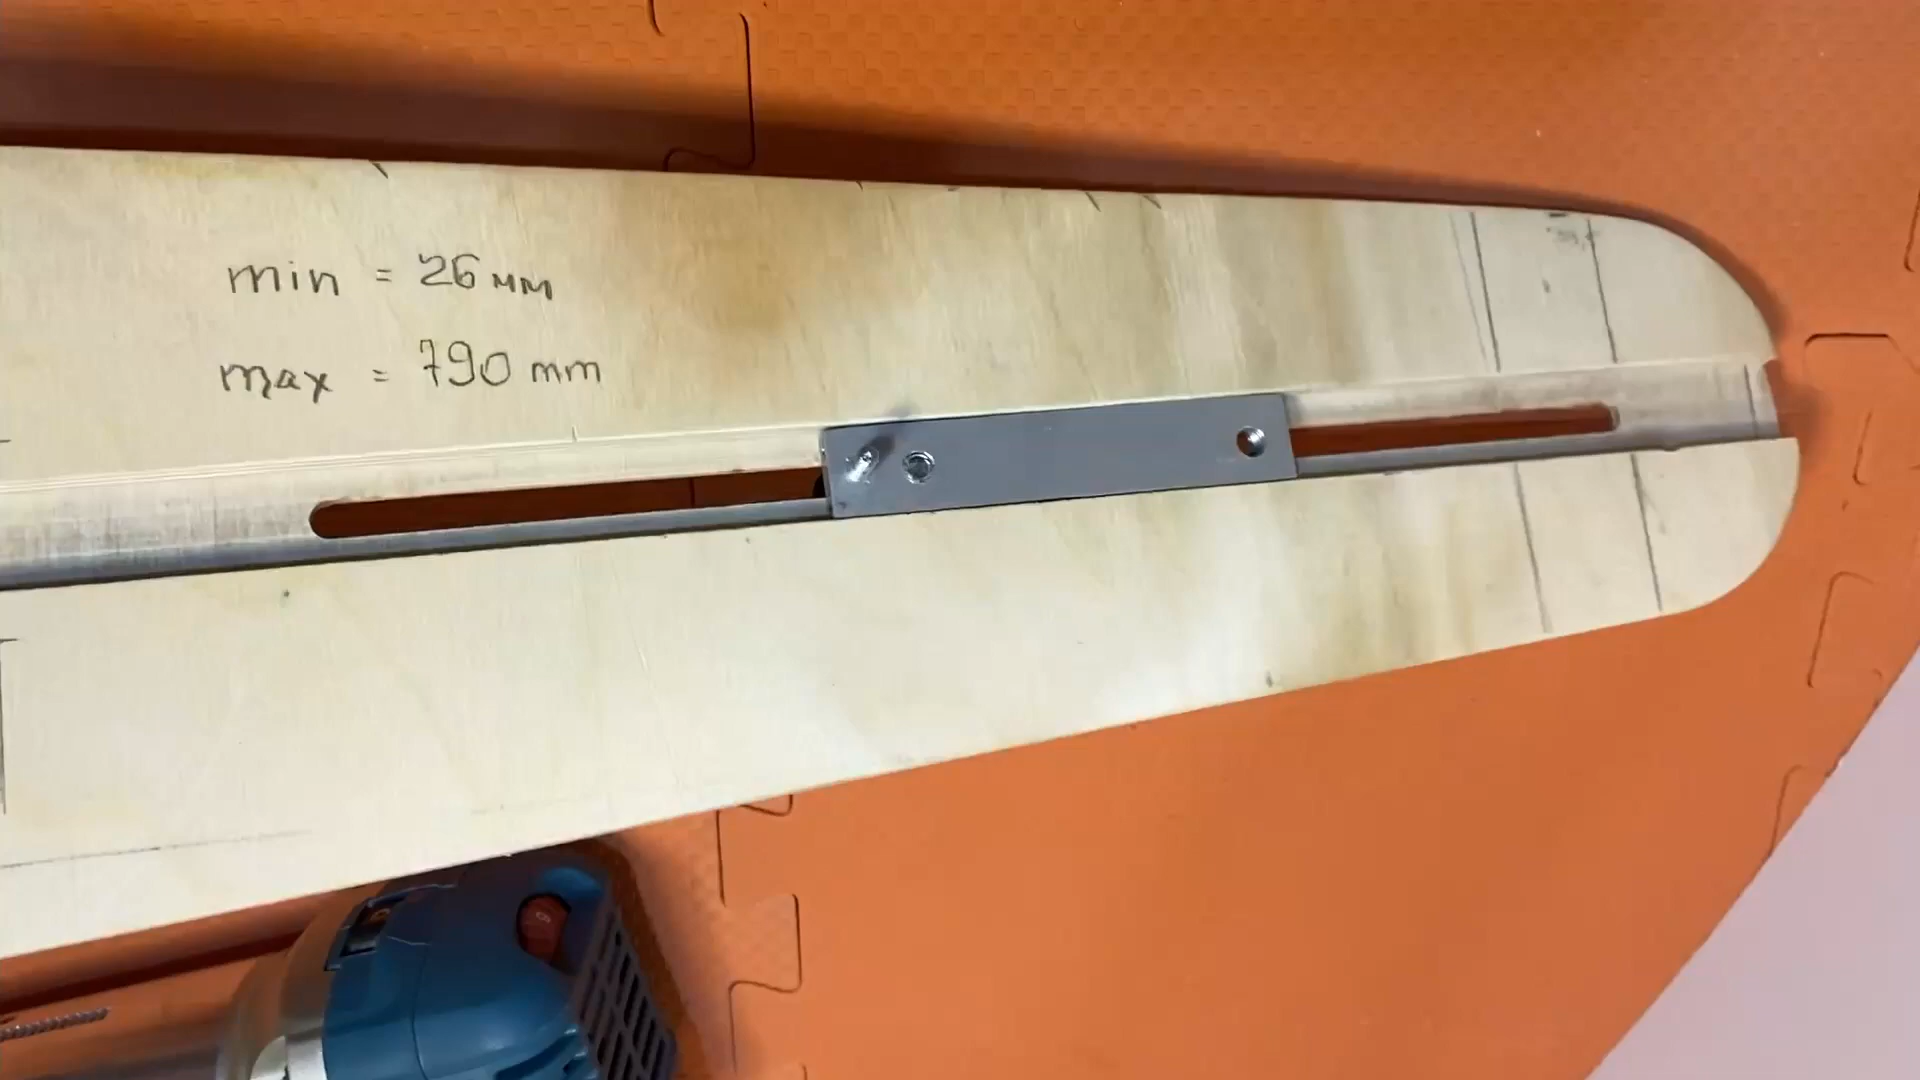 min = 26 мм
max = 790 mm